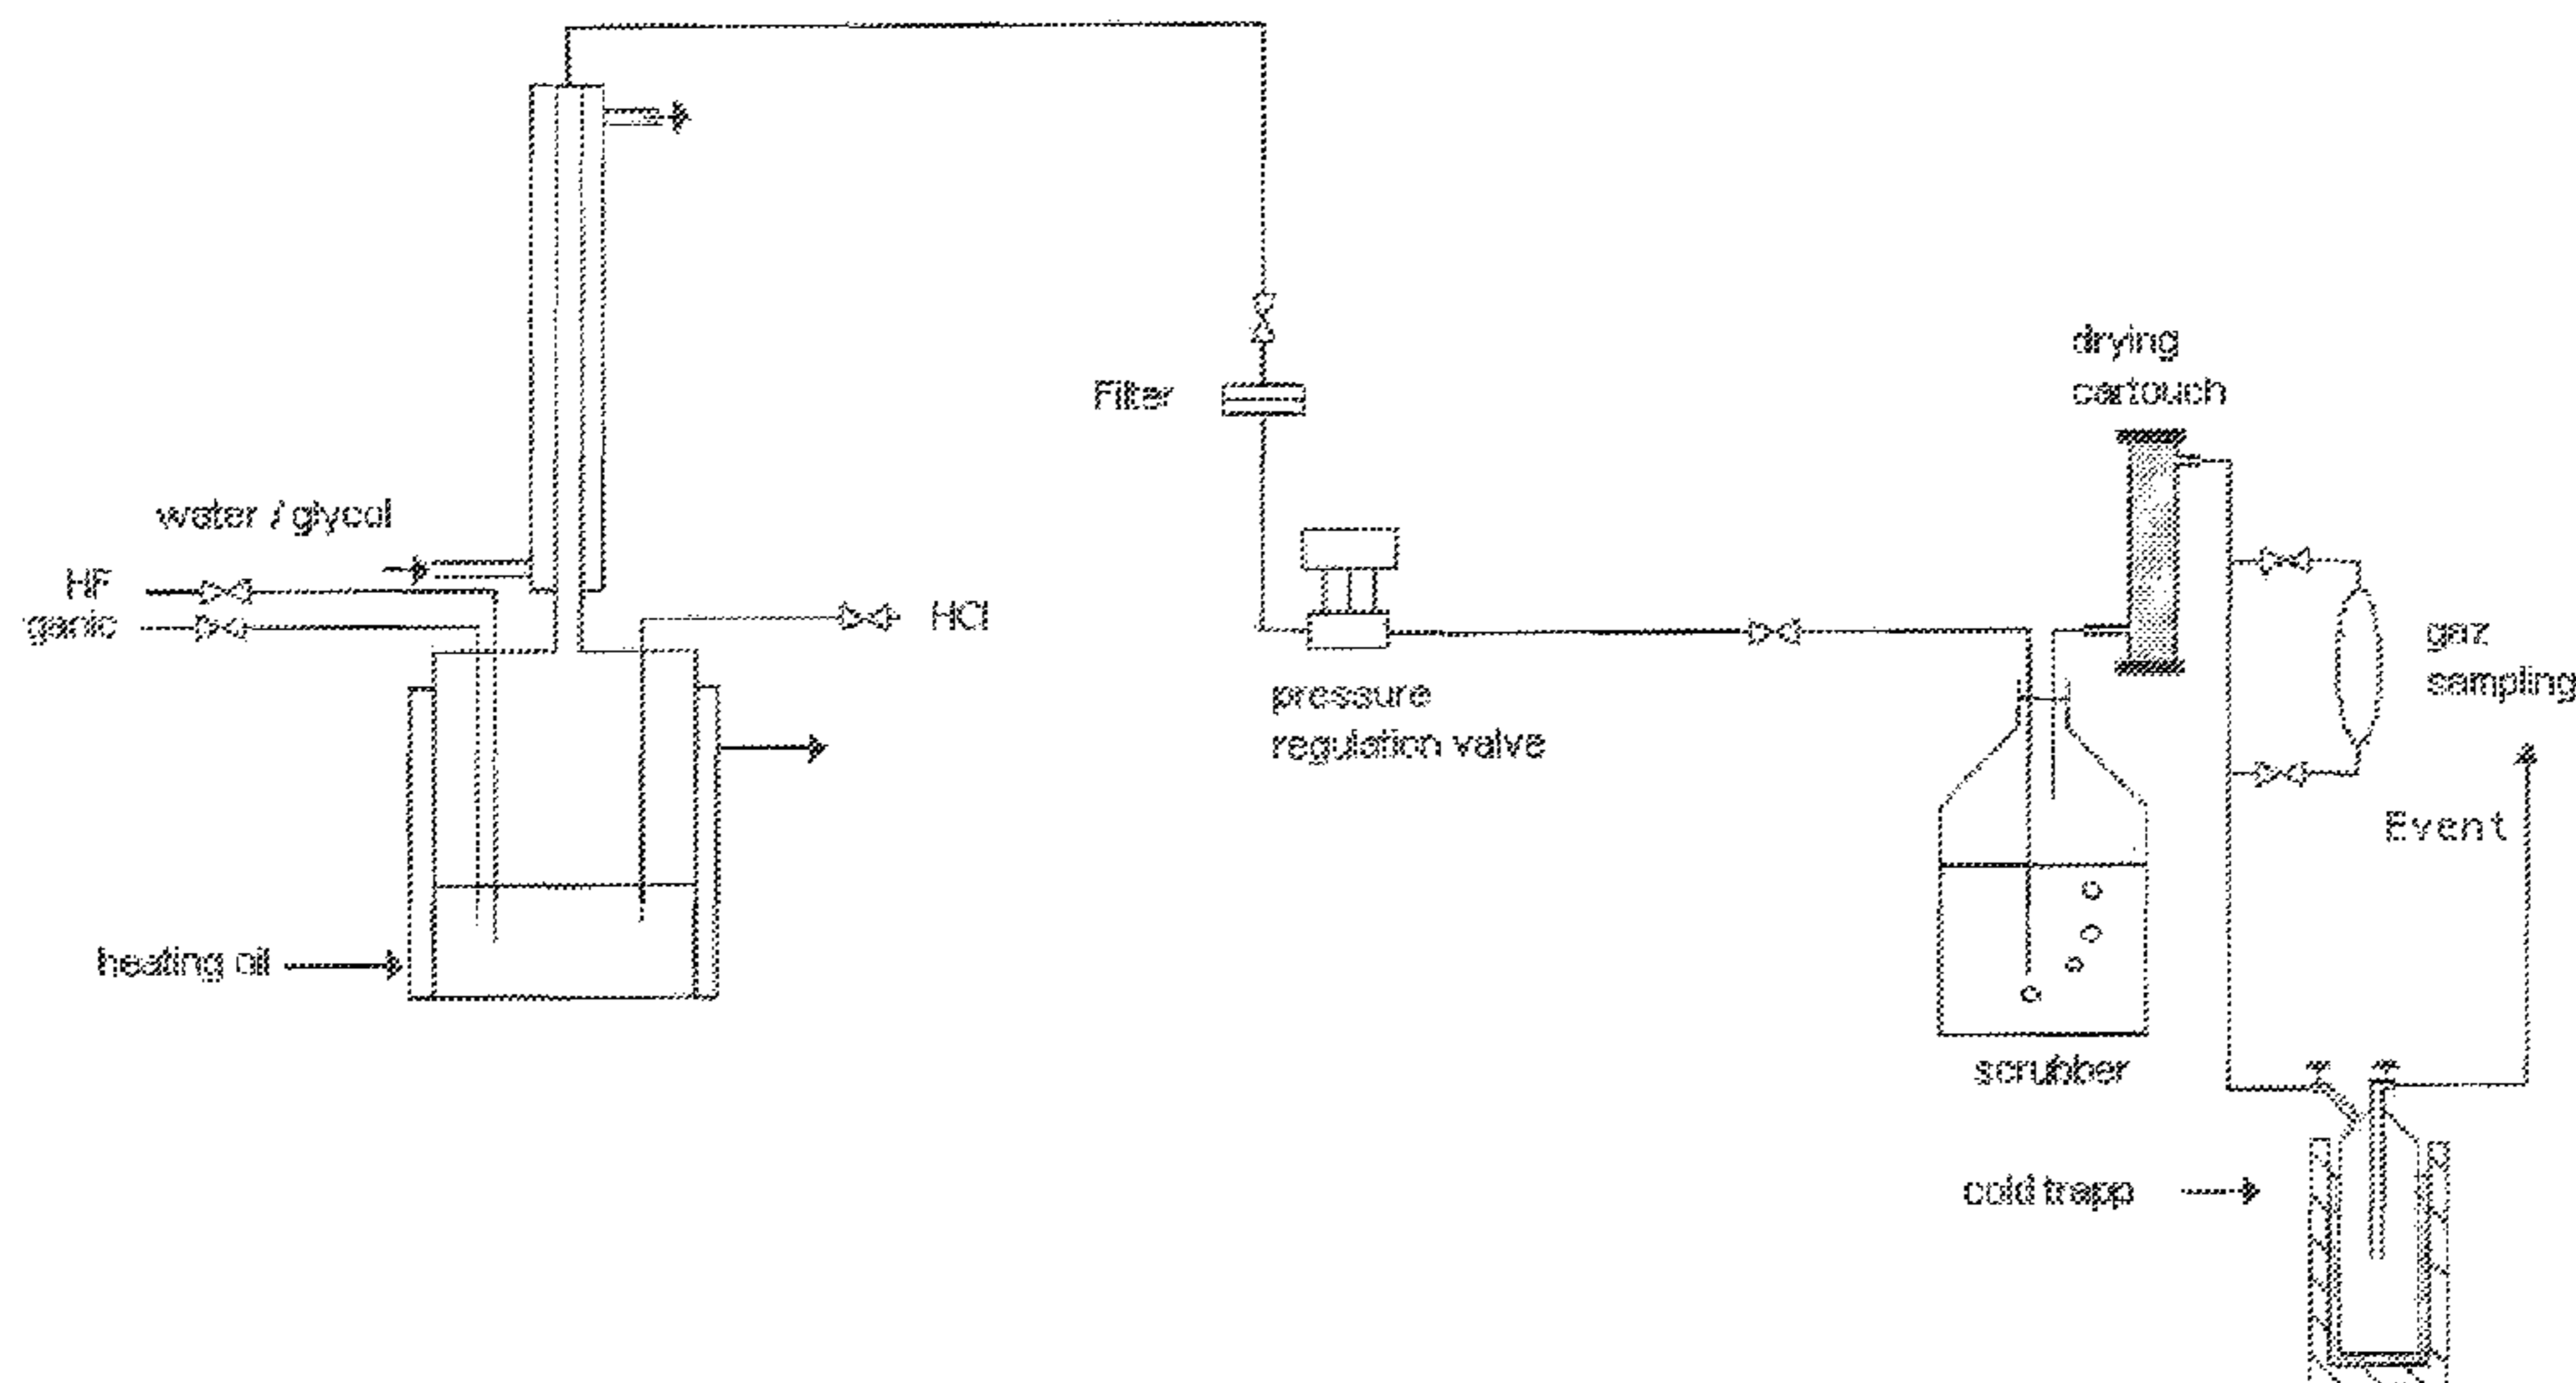 drying
cartouch
Filter
water / glycol
HF
ganic
HCl
gaz
sampling
pressure
regulation valve
Event
heating oil
scrubber
cold trapp